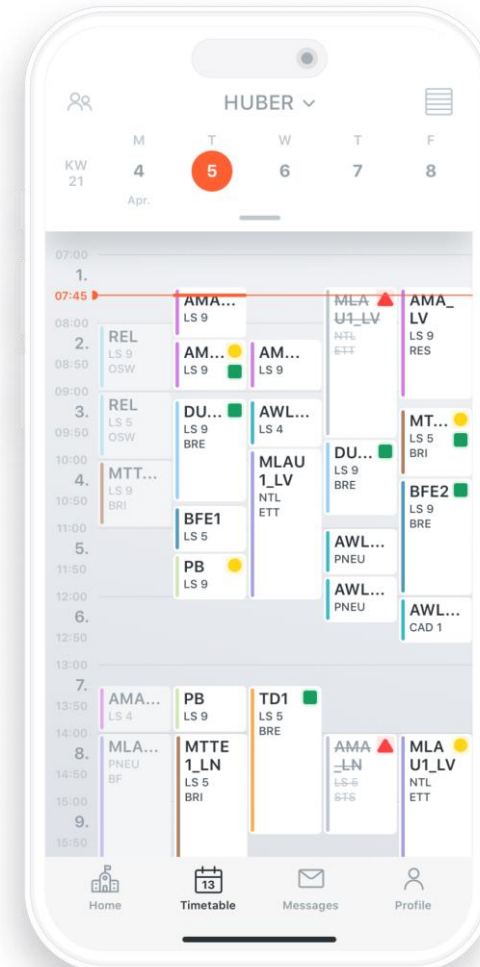 HUBER
M T W T F
KW
21
4 5 6 7 8
Apr.
07:00
1.
07:45
08:00
2.
08:50
09:00
3.
09:50
10:00
4.
10:50
11:00
5.
11:50
12:00
6.
12:50
13:00
7.
13:50
14:00
8.
14:50
15:00
9.
15:50
REL
LS 9
OSW
REL
LS 5
OSW
MTT...
LS 9
BRI
AMA...
LS 4
MLA...
PNEU
BF
AMA...
LS 9
AM...
LS 9
DU...
LS 9
BRE
BFE1
LS 5
PB
LS 9
PB
LS 9
MTTE
1_LN
LS 5
BRI
AM...
LS 9
AWL...
LS 4
MLAU
1_LV
NTL
ETT
TD1
LS 5
BRE
MLA
U1_LV
NTL
ETT
DU...
LS 9
BRE
AWL...
PNEU
AWL...
PNEU
AMA
_LN
LS 5
STS
AMA_
LV
LS 9
RES
MT...
LS 5
BRI
BFE2
LS 9
BRE
AWL...
CAD 1
MLA
U1_LV
NTL
ETT
13
Home Timetable Messages Profile